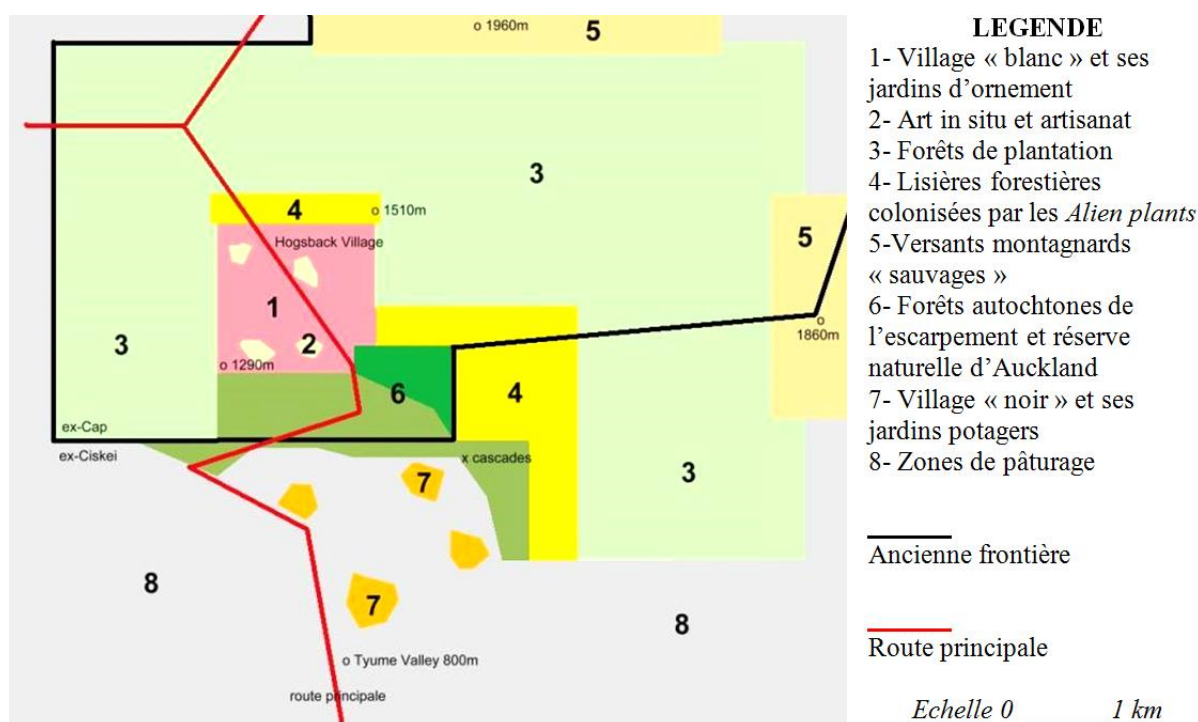 o 1960m
5
3
4
o 1510m
Hogsback Village
5
1
3
2
o
1860m
o 1290m
6
4
ex-Cap
ex-Ciskei
x cascades
7
3
8
7
8
o Tyume Valley 800m
route principale
LEGENDE
1- Village « blanc » et ses
jardins d’ornement
2- Art in situ et artisanat
3- Forêts de plantation
4- Lisières forestières
colonisées par les Alien plants
5-Versants montagnards
« sauvages »
6- Forêts autochtones de
l’escarpement et réserve
naturelle d’Auckland
7- Village « noir » et ses
jardins potagers
8- Zones de pâturage
Ancienne frontière
Route principale
Echelle 0 1 km